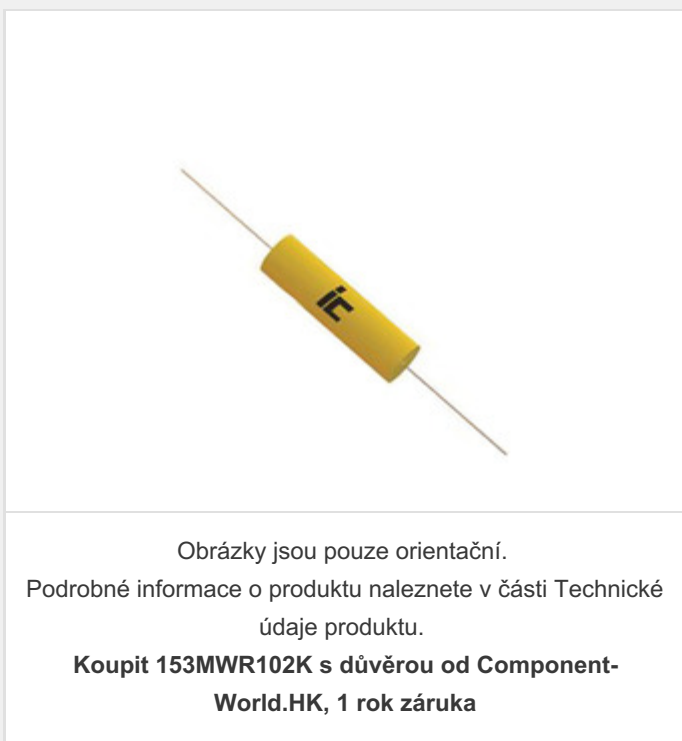 ic
Obrázky jsou pouze orientační.
Podrobné informace o produktu naleznete v části Technické
údaje produktu.
Koupit 153MWR102K s důvěrou od Component-
World.HK, 1 rok záruka